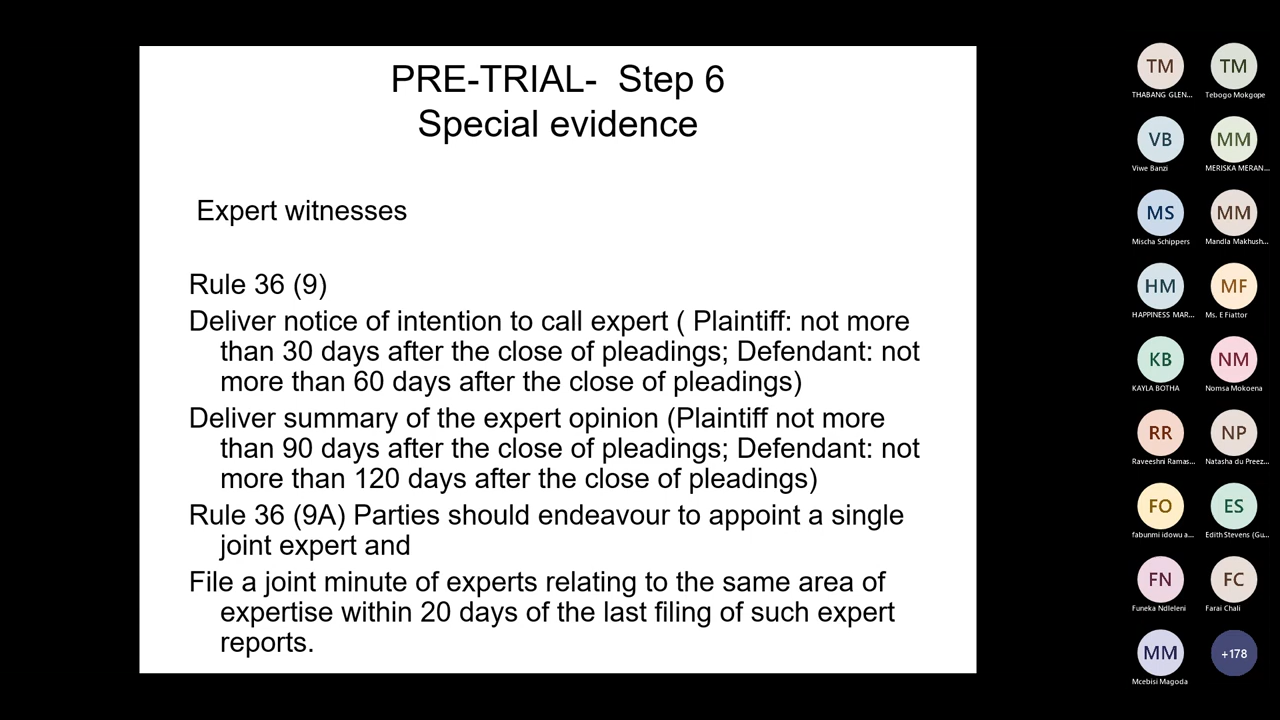 PRE-TRIAL- Step 6
Special evidence
Expert witnesses
Rule 36 (9)
Deliver notice of intention to call expert ( Plaintiff: not more
than 30 days after the close of pleadings; Defendant: not
more than 60 days after the close of pleadings)
Deliver summary of the expert opinion (Plaintiff not more
than 90 days after the close of pleadings; Defendant: not
more than 120 days after the close of pleadings)
Rule 36 (9A) Parties should endeavour to appoint a single
joint expert and
File a joint minute of experts relating to the same area of
expertise within 20 days of the last filing of such expert
reports.
TM TM
THABANG GLEN... Tebogo Mokgope
VB MM
Viwe Banzi MERISKA MERAN...
MS MM
Mischa Schippers Mandla Makhush...
HM MF
HAPPINESS MAR... Ms. E Fiattor
KB NM
KAYLA BOTHA Nomsa Mokoena
RR NP
Raveeshni Ramas... Natasha du Preez...
FO ES
fabunmi idowu a... Edith Stevens (Gu...
FN FC
Funeka Ndleleni Farai Chali
MM +178
Mcebisi Magoda